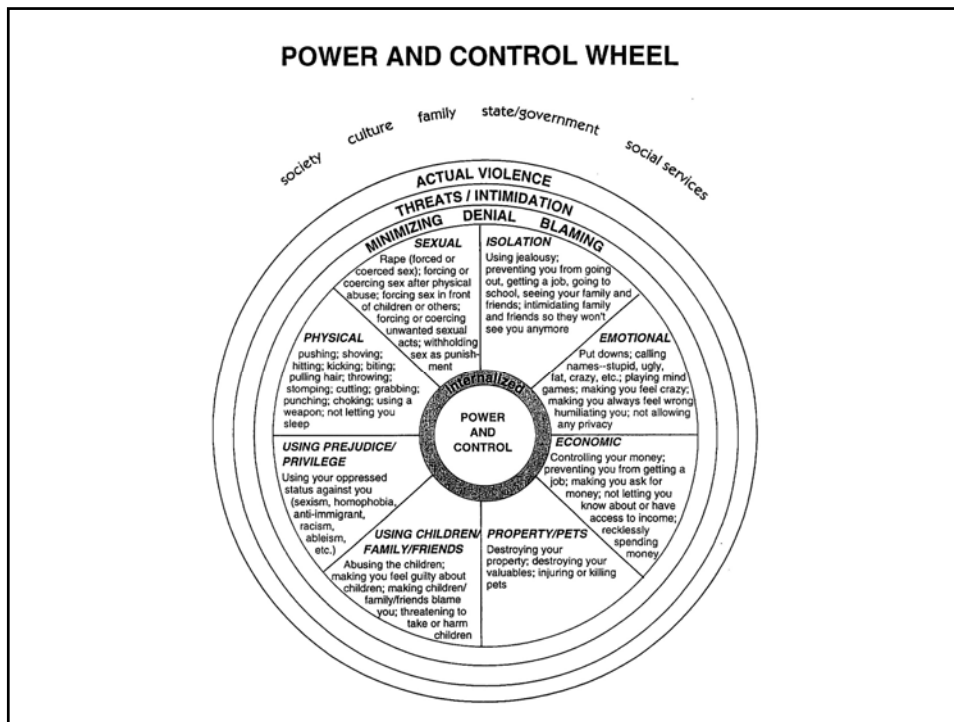 POWER AND CONTROL WHEEL
society culture family state/government social services
ACTUAL VIOLENCE
THREATS / INTIMIDATION
MINIMIZING DENIAL BLAMING
SEXUAL
Rape (forced or
coerced sex); forcing or
coercing sex after physical
abuse; forcing sex in front
of children or others;
forcing or coercing
unwanted sexual
acts; withholding
sex as punish-
ment
ISOLATION
Using jealousy;
preventing you from going
out, getting a job, going to
school, seeing your family and
friends; intimidating family
and friends so they won't
see you anymore
PHYSICAL
pushing; shoving;
hitting; kicking; biting;
pulling hair; throwing;
stomping; cutting; grabbing;
punching; choking; using a
weapon; not letting you
sleep
EMOTIONAL
Put downs; calling
names--stupid, ugly,
fat, crazy, etc.; playing mind
games; making you feel crazy;
making you always feel wrong
humiliating you; not allowing
any privacy
Internalized
POWER
AND
CONTROL
USING PREJUDICE/
PRIVILEGE
Using your oppressed
status against you
(sexism, homophobia,
anti-immigrant,
racism,
ableism,
etc.)
ECONOMIC
Controlling your money;
preventing you from getting a
job; making you ask for
money; not letting you
know about or have
access to income;
recklessly
spending
money
USING CHILDREN/
FAMILY/FRIENDS
Abusing the children;
making you feel guilty about
children; making children/
family/friends blame
you; threatening to
take or harm
children
PROPERTY/PETS
Destroying your
property; destroying your
valuables; injuring or killing
pets